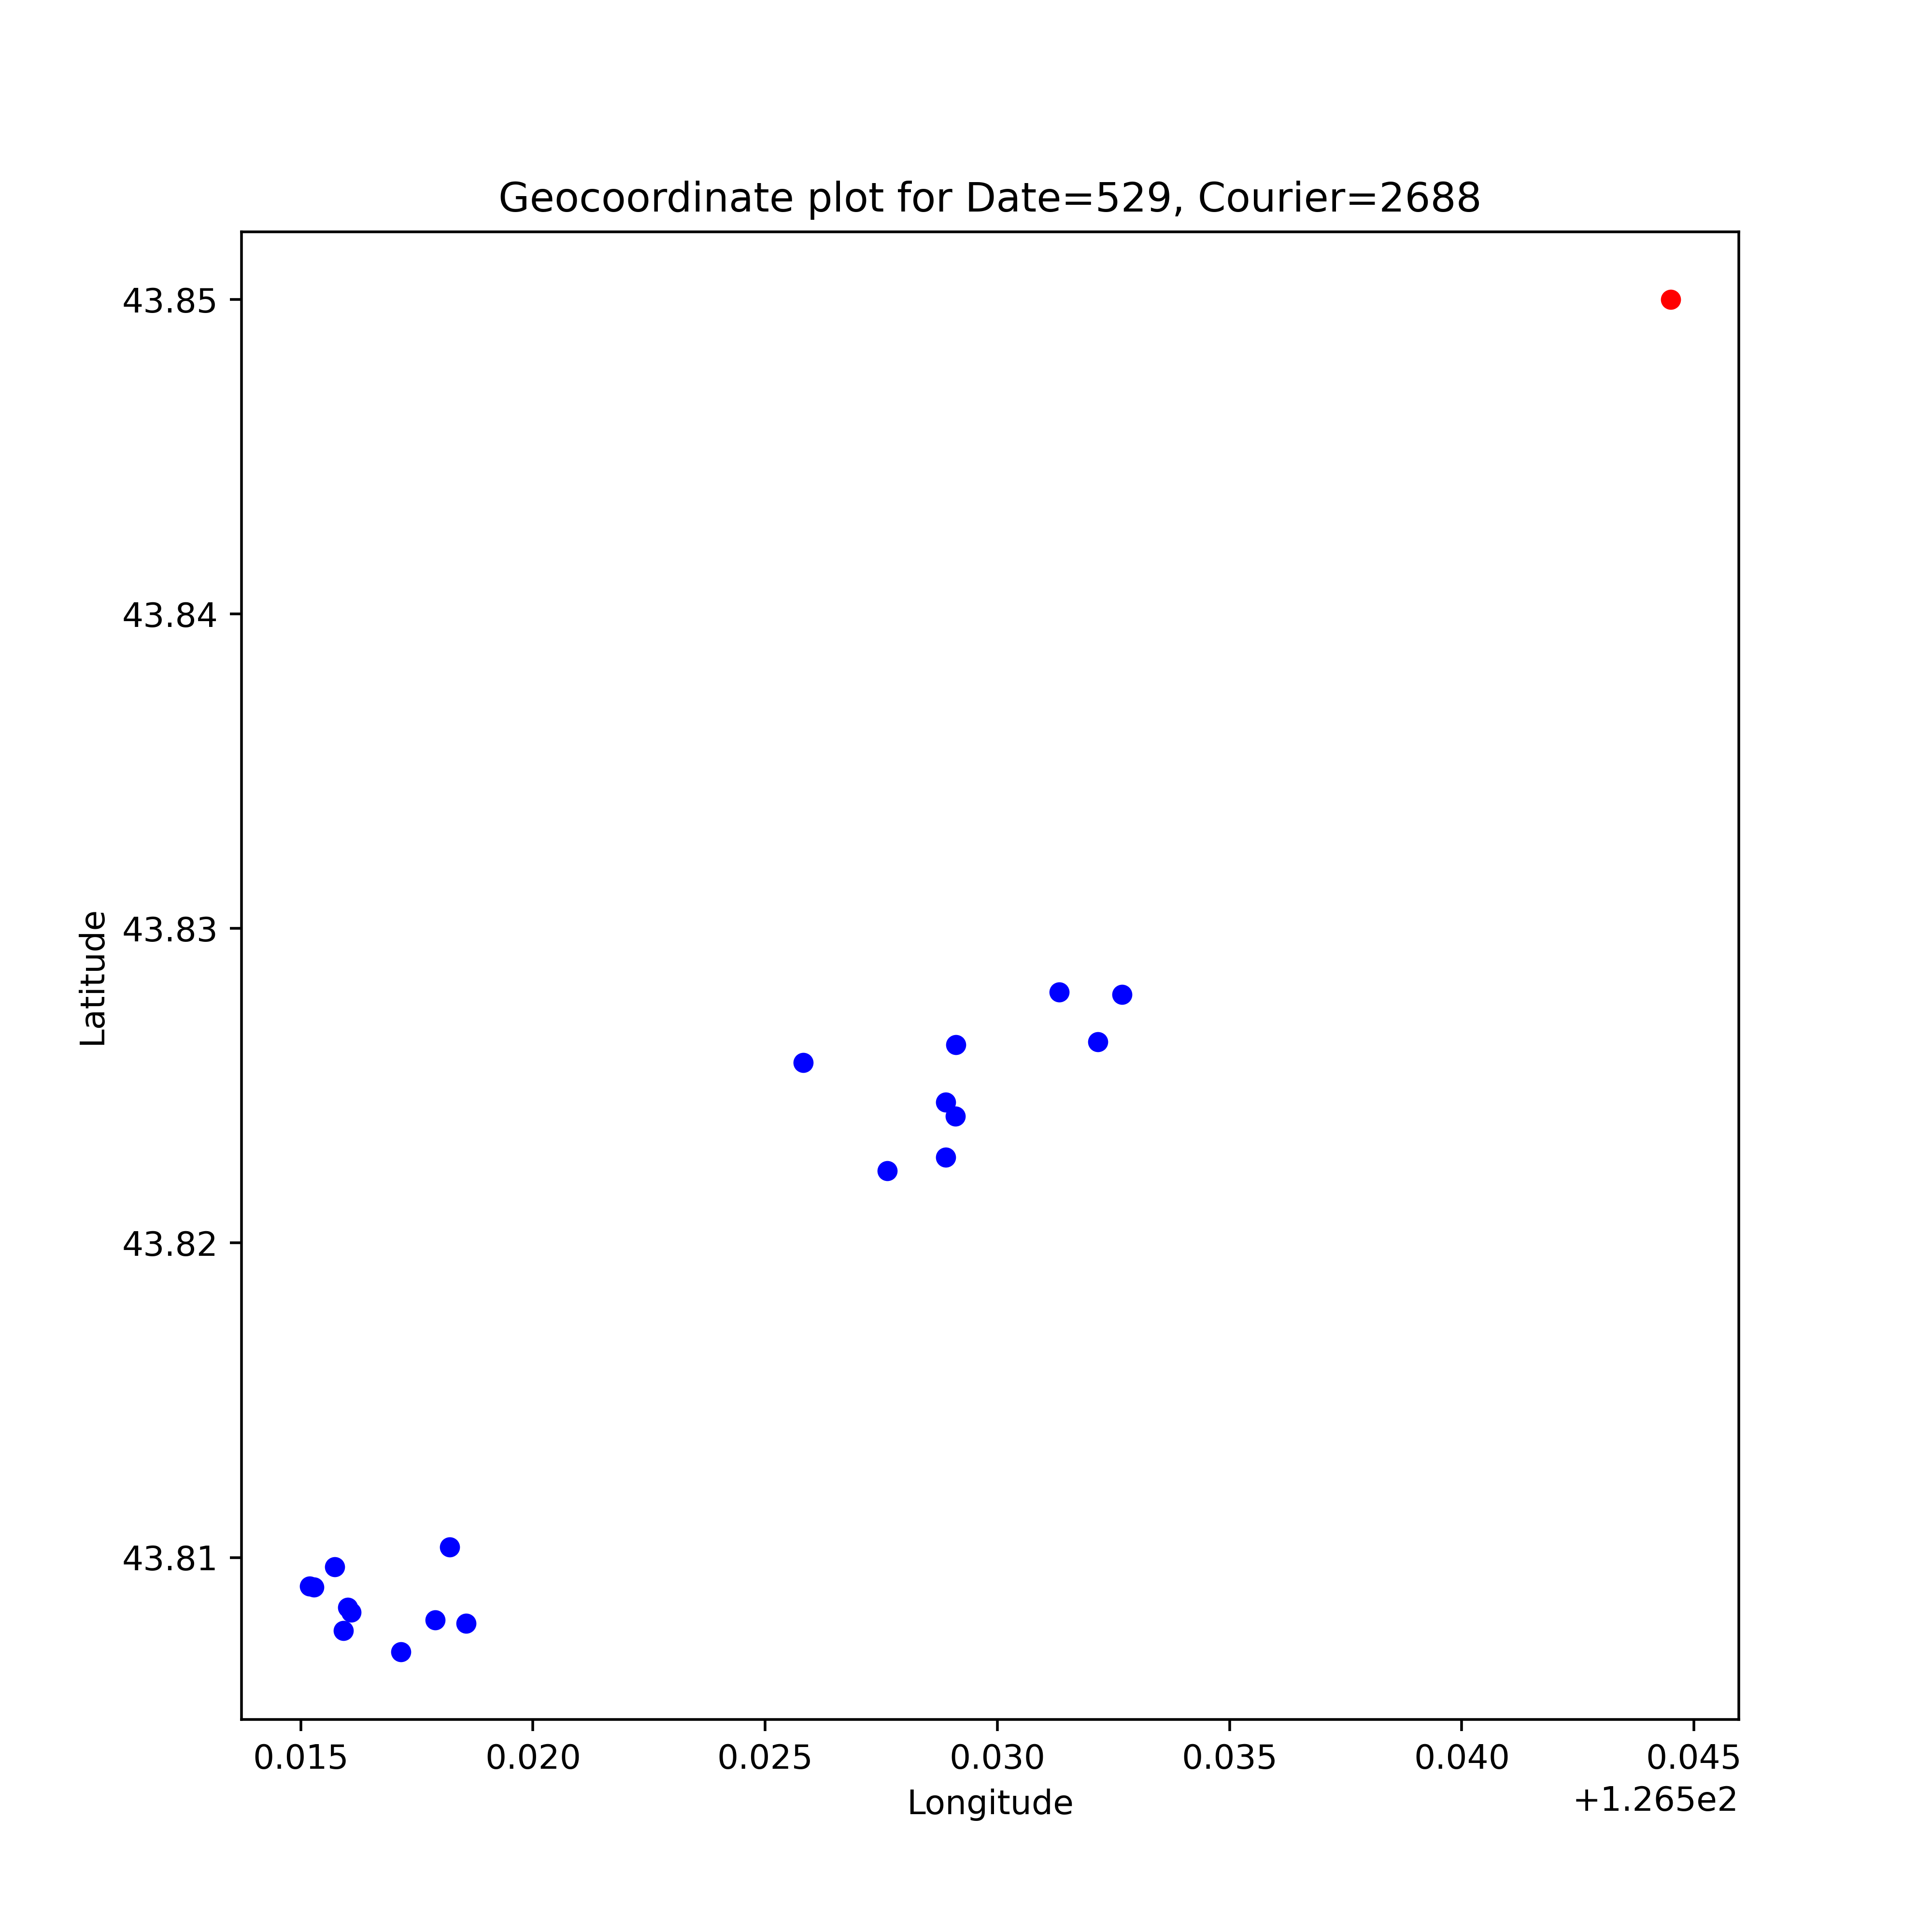 Geocoordinate plot for Date=529, Courier=2688
43.85
43.84
43.83
43.82
43.81
Latitude
0.015 0.020 0.025 0.030 0.035 0.040 0.045
+1.265e2
Longitude